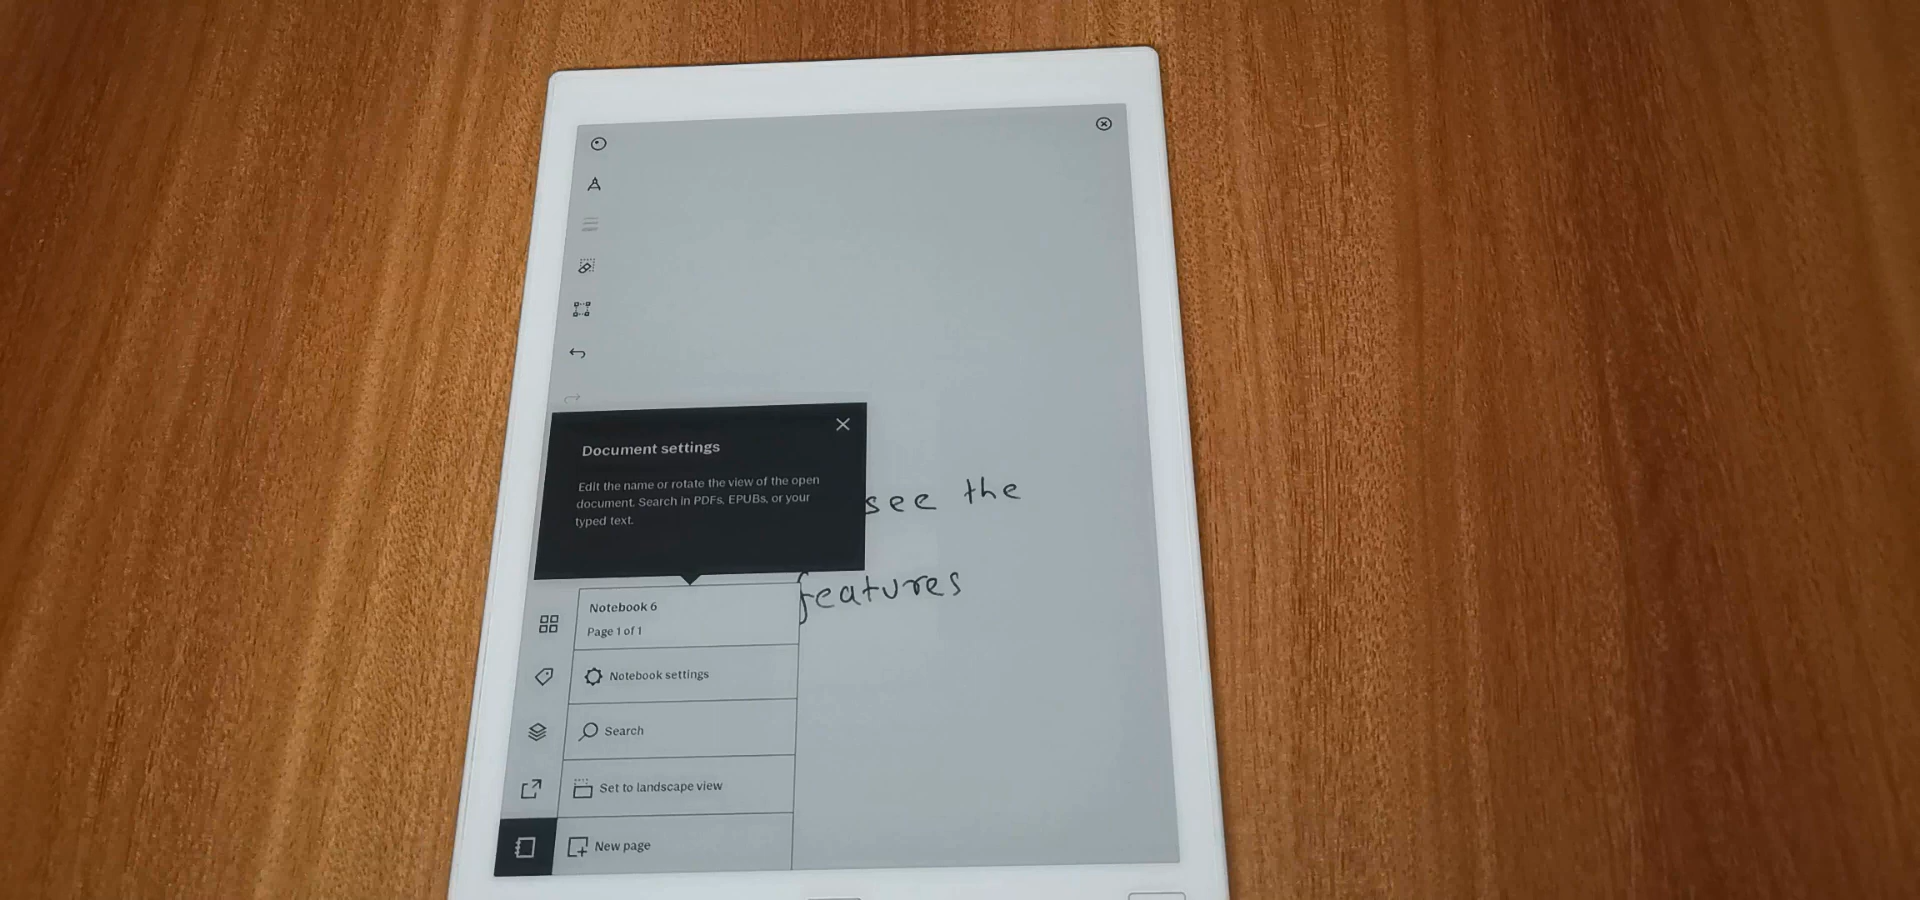 Document settings
Edit the name or rotate the view of the open
document. Search in PDFs, EPUBs, or your
typed text.
see the
features
Notebook 6
Page 1 of 1
Notebook settings
Search
Set to landscape view
New page